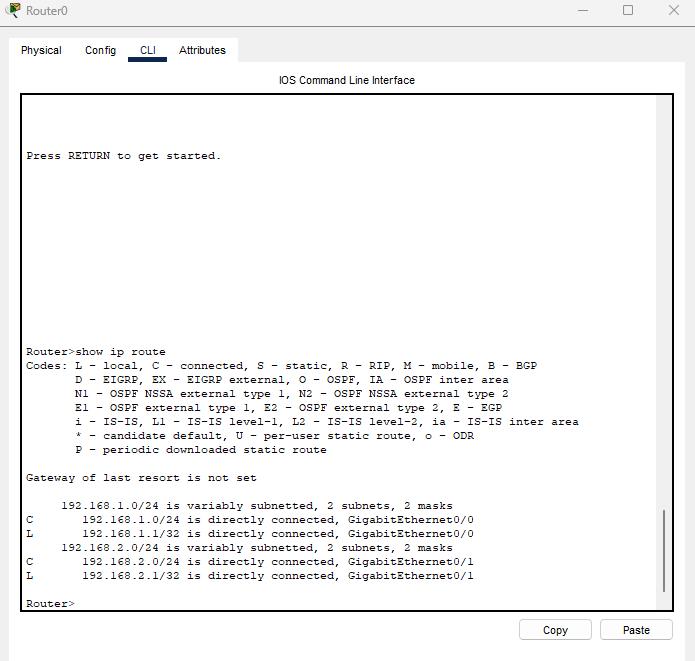 Router0
Physical Config CLI Attributes
IOS Command Line Interface
Press RETURN to get started.
Router>show ip route
Codes: L - local, C - connected, S - static, R - RIP, M - mobile, B - BGP
D - EIGRP, EX - EIGRP external, O - OSPF, IA - OSPF inter area
N1 - OSPF NSSA external type 1, N2 - OSPF NSSA external type 2
E1 - OSPF external type 1, E2 - OSPF external type 2, E - EGP
i - IS-IS, L1 - IS-IS level-1, L2 - IS-IS level-2, ia - IS-IS inter area
* - candidate default, U - per-user static route, o - ODR
P - periodic downloaded static route
Gateway of last resort is not set
192.168.1.0/24 is variably subnetted, 2 subnets, 2 masks
C 192.168.1.0/24 is directly connected, GigabitEthernet0/0
L 192.168.1.1/32 is directly connected, GigabitEthernet0/0
192.168.2.0/24 is variably subnetted, 2 subnets, 2 masks
C 192.168.2.0/24 is directly connected, GigabitEthernet0/1
L 192.168.2.1/32 is directly connected, GigabitEthernet0/1
Router>
Copy Paste